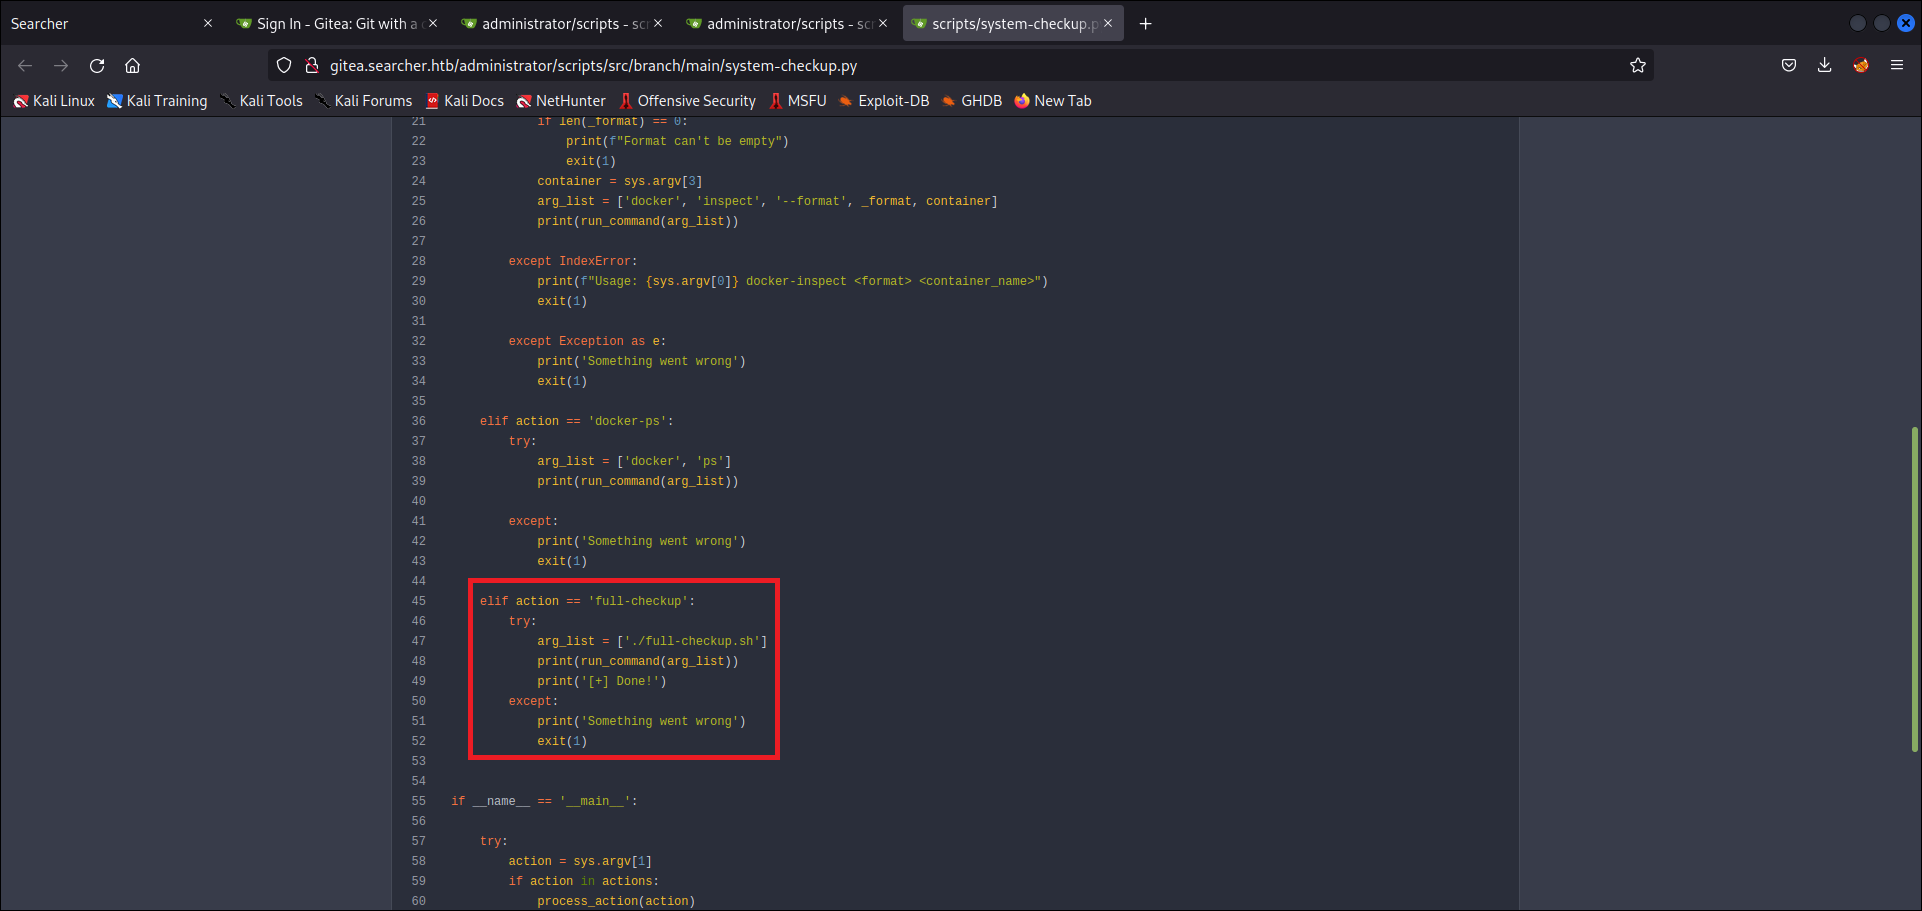 Searcher
Sign In - Gitea: Git with a c
administrator/scripts - scr
administrator/scripts - scr
scripts/system-checkup.p
gitea.searcher.htb/administrator/scripts/src/branch/main/system-checkup.py
Kali Linux Kali Training Kali Tools Kali Forums Kali Docs NetHunter Offensive Security MSFU Exploit-DB GHDB New Tab
21 if len(_format) == 0:
22 print(f"Format can't be empty")
23 exit(1)
24 container = sys.argv[3]
25 arg_list = ['docker', 'inspect', '--format', _format, container]
26 print(run_command(arg_list))
27
28 except IndexError:
29 print(f"Usage: {sys.argv[0]} docker-inspect <format> <container_name>")
30 exit(1)
31
32 except Exception as e:
33 print('Something went wrong')
34 exit(1)
35
36 elif action == 'docker-ps':
37 try:
38 arg_list = ['docker', 'ps']
39 print(run_command(arg_list))
40
41 except:
42 print('Something went wrong')
43 exit(1)
44
45 elif action == 'full-checkup':
46 try:
47 arg_list = ['./full-checkup.sh']
48 print(run_command(arg_list))
49 print('[+] Done!')
50 except:
51 print('Something went wrong')
52 exit(1)
53
54
55 if __name__ == '__main__':
56
57 try:
58 action = sys.argv[1]
59 if action in actions:
60 process_action(action)